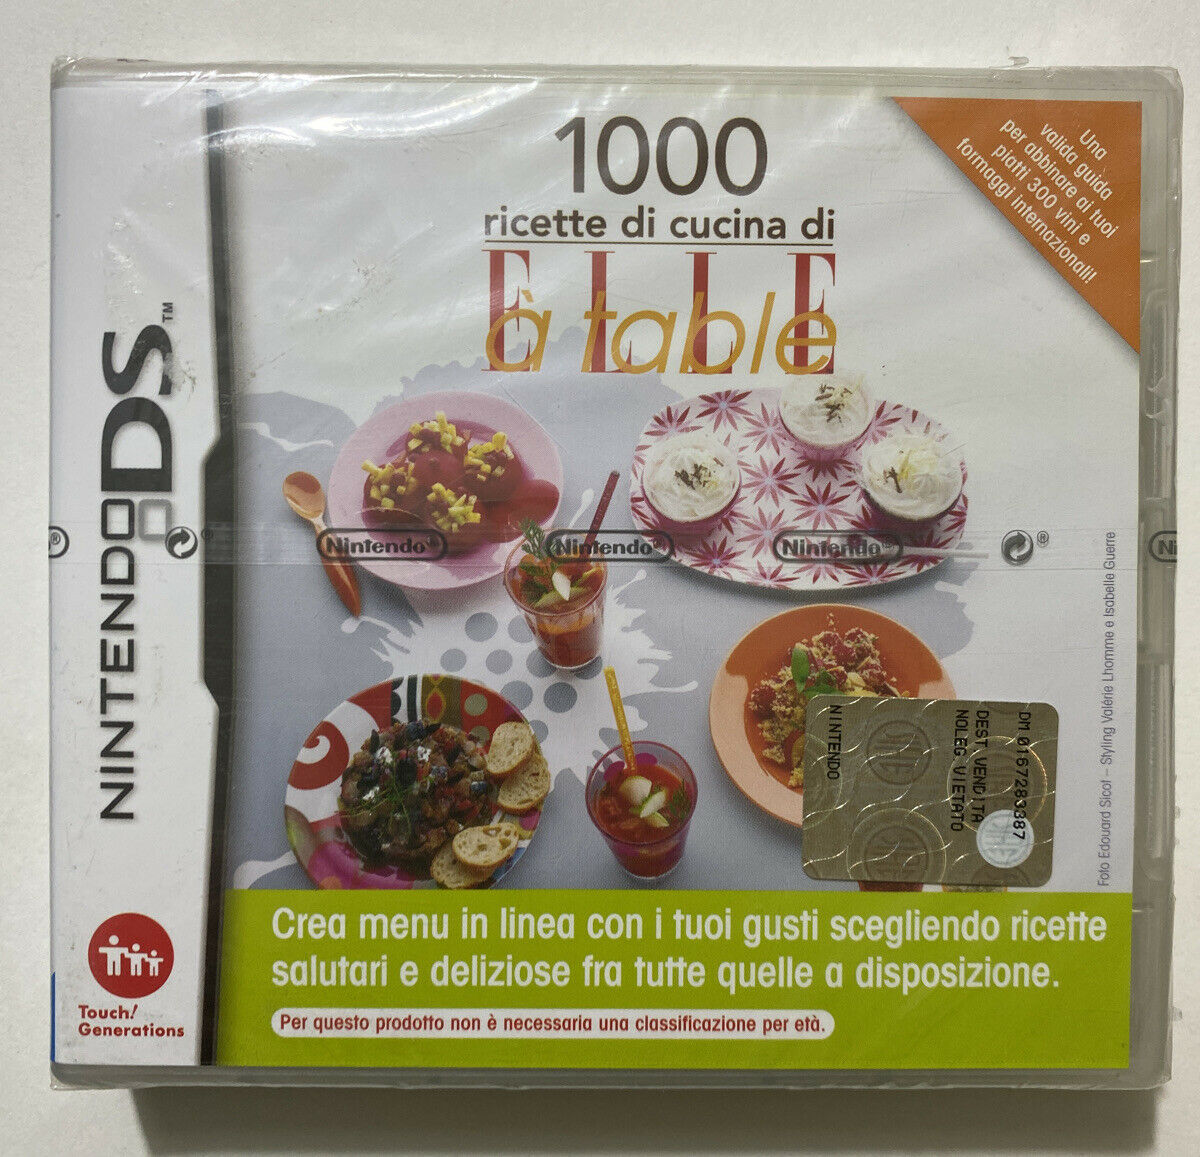 1000
ricette di cucina di
ELLE
à table
Una
valida guida
per abbinare ai tuoi
piatti 300 vini e
formaggi internazionali!
NINTENDO DS™
Nintendo®
Nintendo®
Nintendo®
®
Ni
Foto Edouard Sicot – Styling Valérie Lhomme e Isabelle Guerre
DM 0167283387
DEST VENDITA
NOLEG VIETATO
NINTENDO
Crea menu in linea con i tuoi gusti scegliendo ricette
salutari e deliziose fra tutte quelle a disposizione.
Per questo prodotto non è necessaria una classificazione per età.
Touch!
Generations